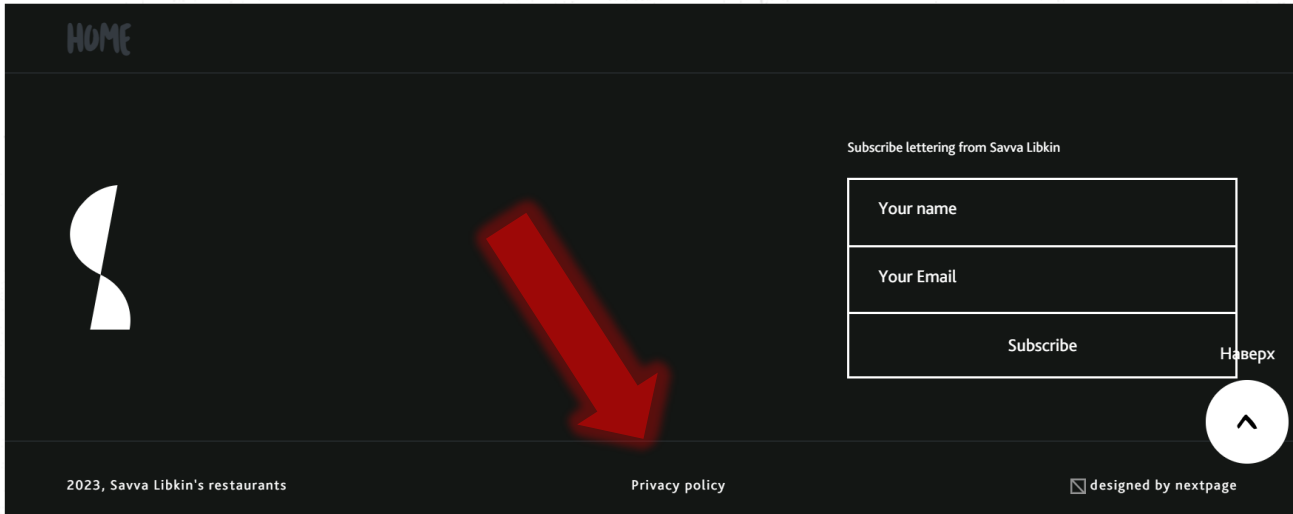 HOME
Subscribe lettering from Savva Libkin
Your name
Your Email
Subscribe
Наверх
2023, Savva Libkin's restaurants
Privacy policy
designed by nextpage